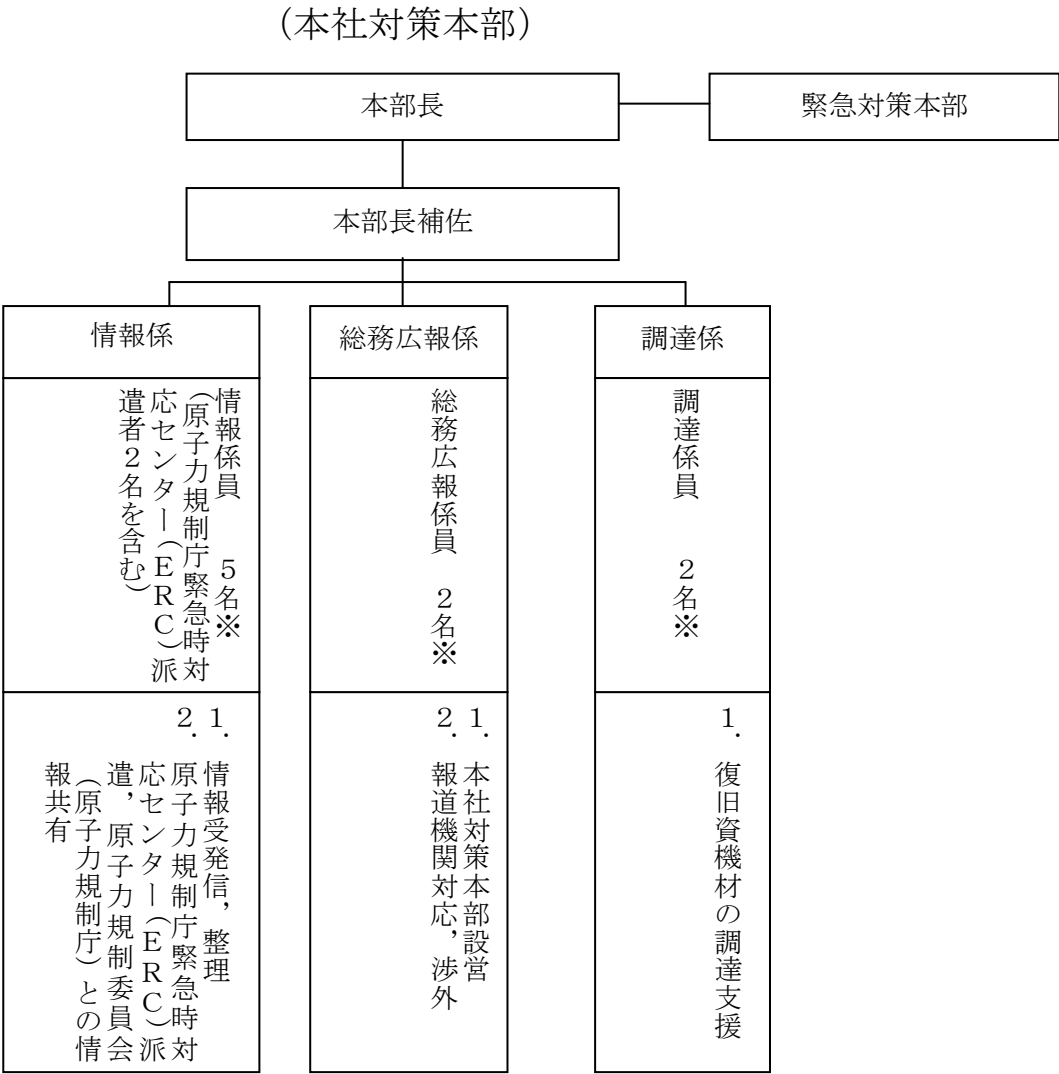 （本社対策本部）
本部長
緊急対策本部
本部長補佐
情報係
総務広報係
調達係
情報係員　５名※
（原子力規制庁緊急時対
応センター（ＥＲＣ）派
遣者２名を含む）
総務広報係員　２名※
調達係員　２名※
１．情報受発信，整理
２．原子力規制庁緊急時対
応センター（ＥＲＣ）派
遣，原子力規制委員会
（原子力規制庁）との情
報共有
１．本社対策本部設営
２．報道機関対応，渉外
１．復旧資機材の調達支援